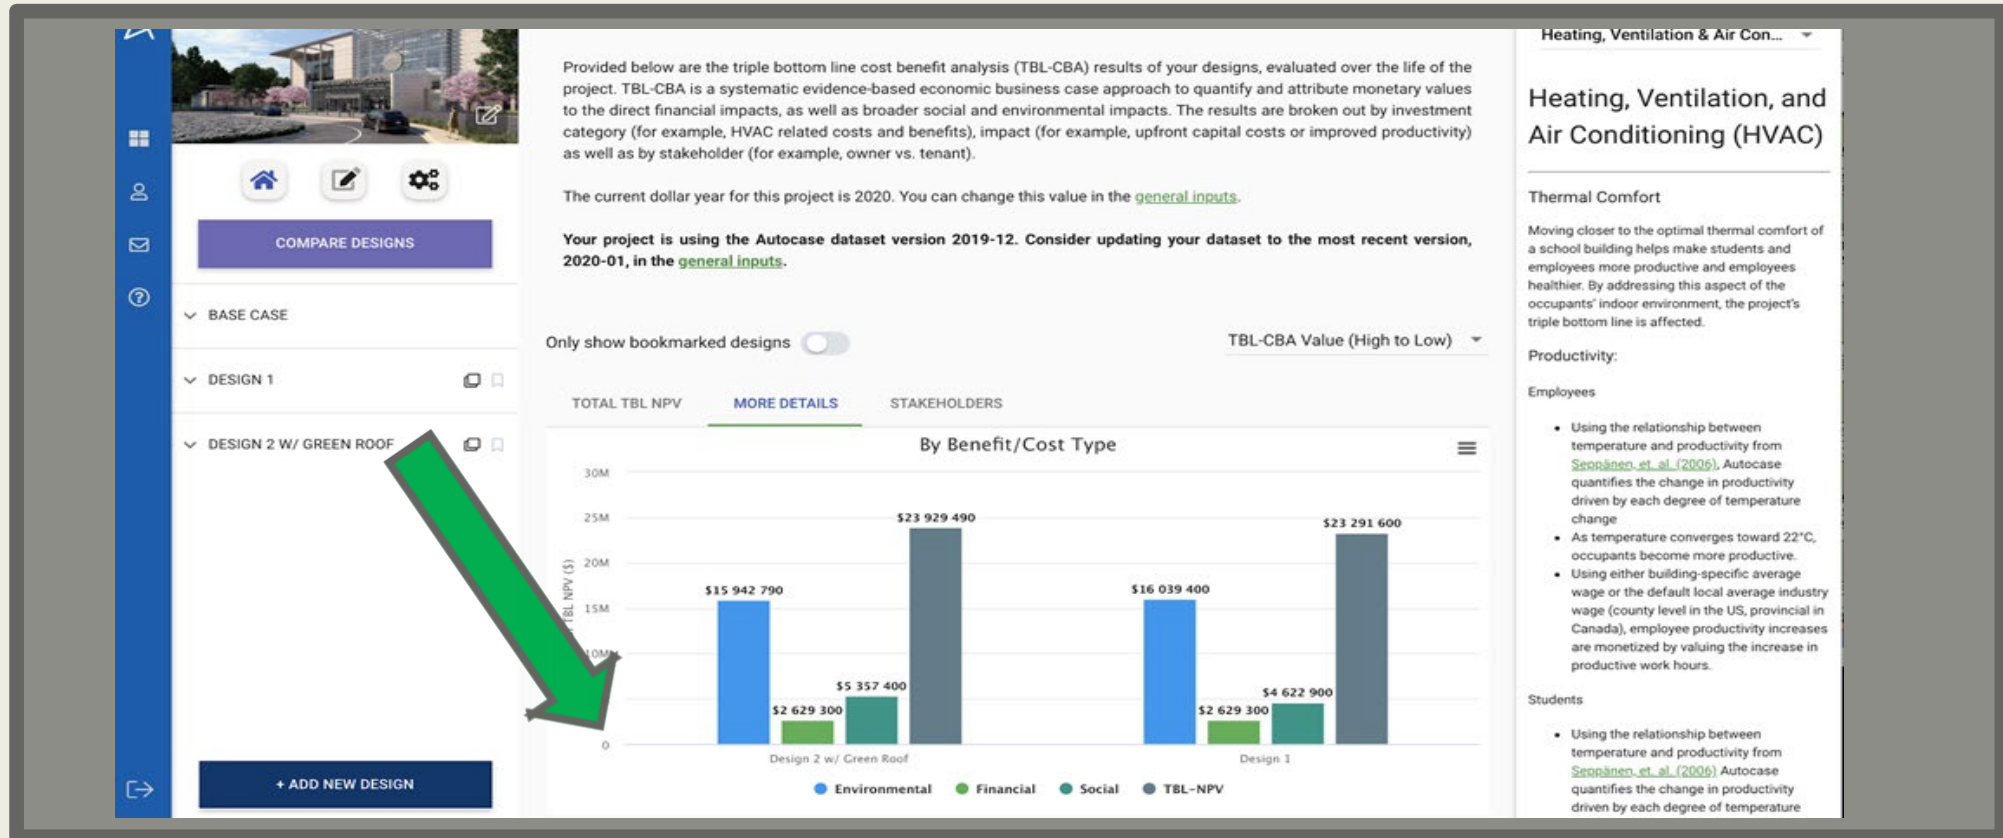 COMPARE DESIGNS
BASE CASE
DESIGN 1
DESIGN 2 W/ GREEN ROOF
+ ADD NEW DESIGN
Provided below are the triple bottom line cost benefit analysis (TBL-CBA) results of your designs, evaluated over the life of the
project. TBL-CBA is a systematic evidence-based economic business case approach to quantify and attribute monetary values
to the direct financial impacts, as well as broader social and environmental impacts. The results are broken out by investment
category (for example, HVAC related costs and benefits), impact (for example, upfront capital costs or improved productivity)
as well as by stakeholder (for example, owner vs. tenant).
The current dollar year for this project is 2020. You can change this value in the general inputs.
Your project is using the Autocase dataset version 2019-12. Consider updating your dataset to the most recent version,
2020-01, in the general inputs.
Only show bookmarked designs
TBL-CBA Value (High to Low)
TOTAL TBL NPV MORE DETAILS STAKEHOLDERS
By Benefit/Cost Type
30M
25M
20M
15M
10M
0
TBL NPV ($)
$15 942 790
$2 629 300
$5 357 400
$23 929 490
$16 039 400
$2 629 300
$4 622 900
$23 291 600
Design 2 w/ Green Roof
Design 1
Environmental Financial Social TBL-NPV
Heating, Ventilation & Air Con...
Heating, Ventilation, and
Air Conditioning (HVAC)
Thermal Comfort
Moving closer to the optimal thermal comfort of
a school building helps make students and
employees more productive and employees
healthier. By addressing this aspect of the
occupants' indoor environment, the project's
triple bottom line is affected.
Productivity:
Employees
• Using the relationship between
temperature and productivity from
Seppänen, et. al. (2006), Autocase
quantifies the change in productivity
driven by each degree of temperature
change
• As temperature converges toward 22°C,
occupants become more productive.
• Using either building-specific average
wage or the default local average industry
wage (county level in the US, provincial in
Canada), employee productivity increases
are monetized by valuing the increase in
productive work hours.
Students
• Using the relationship between
temperature and productivity from
Seppänen, et. al. (2006) Autocase
quantifies the change in productivity
driven by each degree of temperature